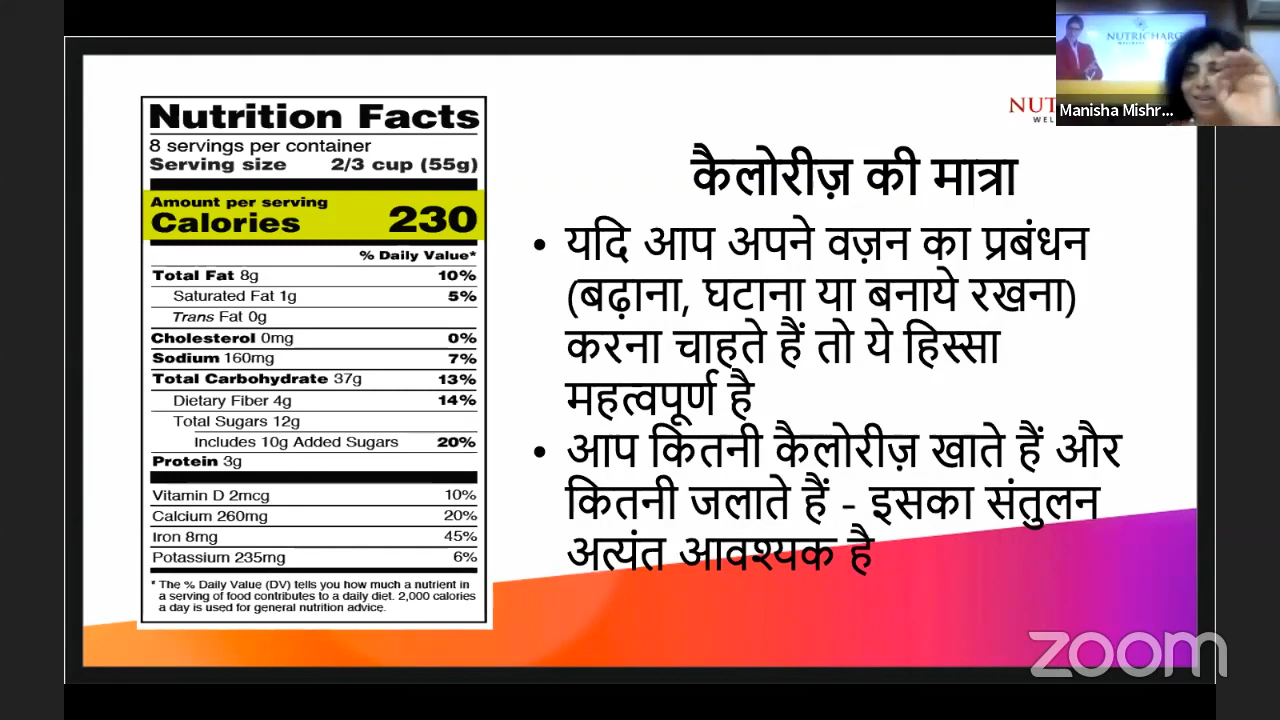 Nutrition Facts
8 servings per container
Serving size 2/3 cup (55g)
Amount per serving
Calories 230
% Daily Value*
Total Fat 8g 10%
Saturated Fat 1g 5%
Trans Fat 0g
Cholesterol 0mg 0%
Sodium 160mg 7%
Total Carbohydrate 37g 13%
Dietary Fiber 4g 14%
Total Sugars 12g
Includes 10g Added Sugars 20%
Protein 3g
Vitamin D 2mcg 10%
Calcium 260mg 20%
Iron 8mg 45%
Potassium 235mg 6%
* The % Daily Value (DV) tells you how much a nutrient in
a serving of food contributes to a daily diet. 2,000 calories
a day is used for general nutrition advice.
कैलोरीज़ की मात्रा
• यदि आप अपने वज़न का प्रबंधन
(बढ़ाना, घटाना या बनाये रखना)
करना चाहते हैं तो ये हिस्सा
महत्वपूर्ण है
• आप कितनी कैलोरीज़ खाते हैं और
कितनी जलाते हैं - इसका संतुलन
अत्यंत आवश्यक है
NUTRICHARG
Manisha Mishr...
NUT
WEL
zoom